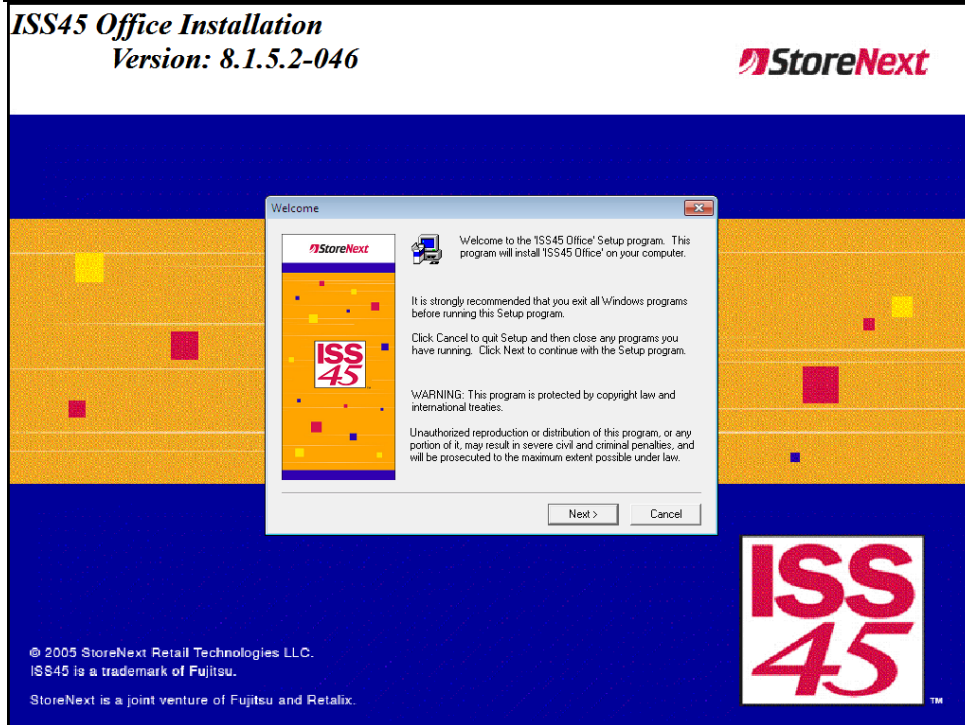 ISS45 Office Installation
Version: 8.1.5.2-046
StoreNext
Welcome
StoreNext
Welcome to the 'ISS45 Office' Setup program. This
program will install 'ISS45 Office' on your computer.
It is strongly recommended that you exit all Windows programs
before running this Setup program.
Click Cancel to quit Setup and then close any programs you
have running. Click Next to continue with the Setup program.
ISS
45
WARNING: This program is protected by copyright law and
international treaties.
Unauthorized reproduction or distribution of this program, or any
portion of it, may result in severe civil and criminal penalties, and
will be prosecuted to the maximum extent possible under law.
Next >
Cancel
ISS
45
TM
© 2005 StoreNext Retail Technologies LLC.
ISS45 is a trademark of Fujitsu.
StoreNext is a joint venture of Fujitsu and Retalix.